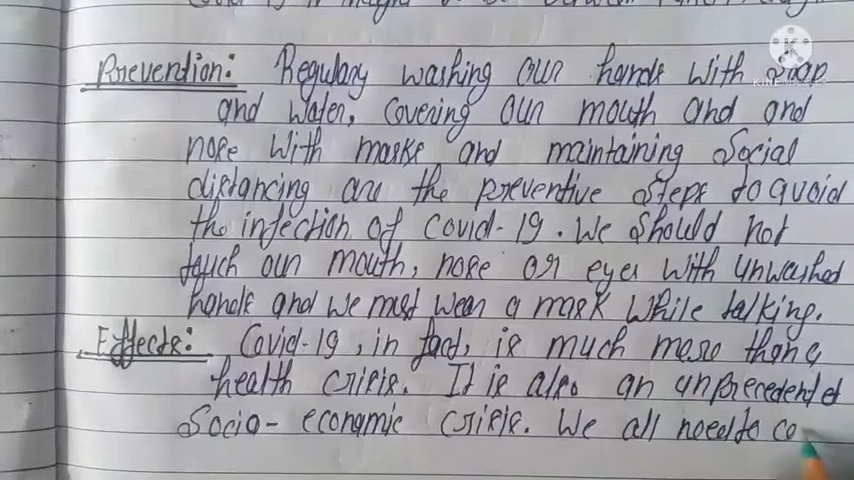 Prevention: Regulary washing our hands with soap
and water, covering our mouth and and
nose with masks and maintaining Social
distancing are the preventive steps to avoid
the infection of covid-19. We should not
touch our mouth, nose or eyes with unwashed
hands and we must wear a mask while talking.
Effects: Covid-19, in fact, is much more than a
health crisis. It is also an unprecedented
Socio-economic crisis. We all need to co